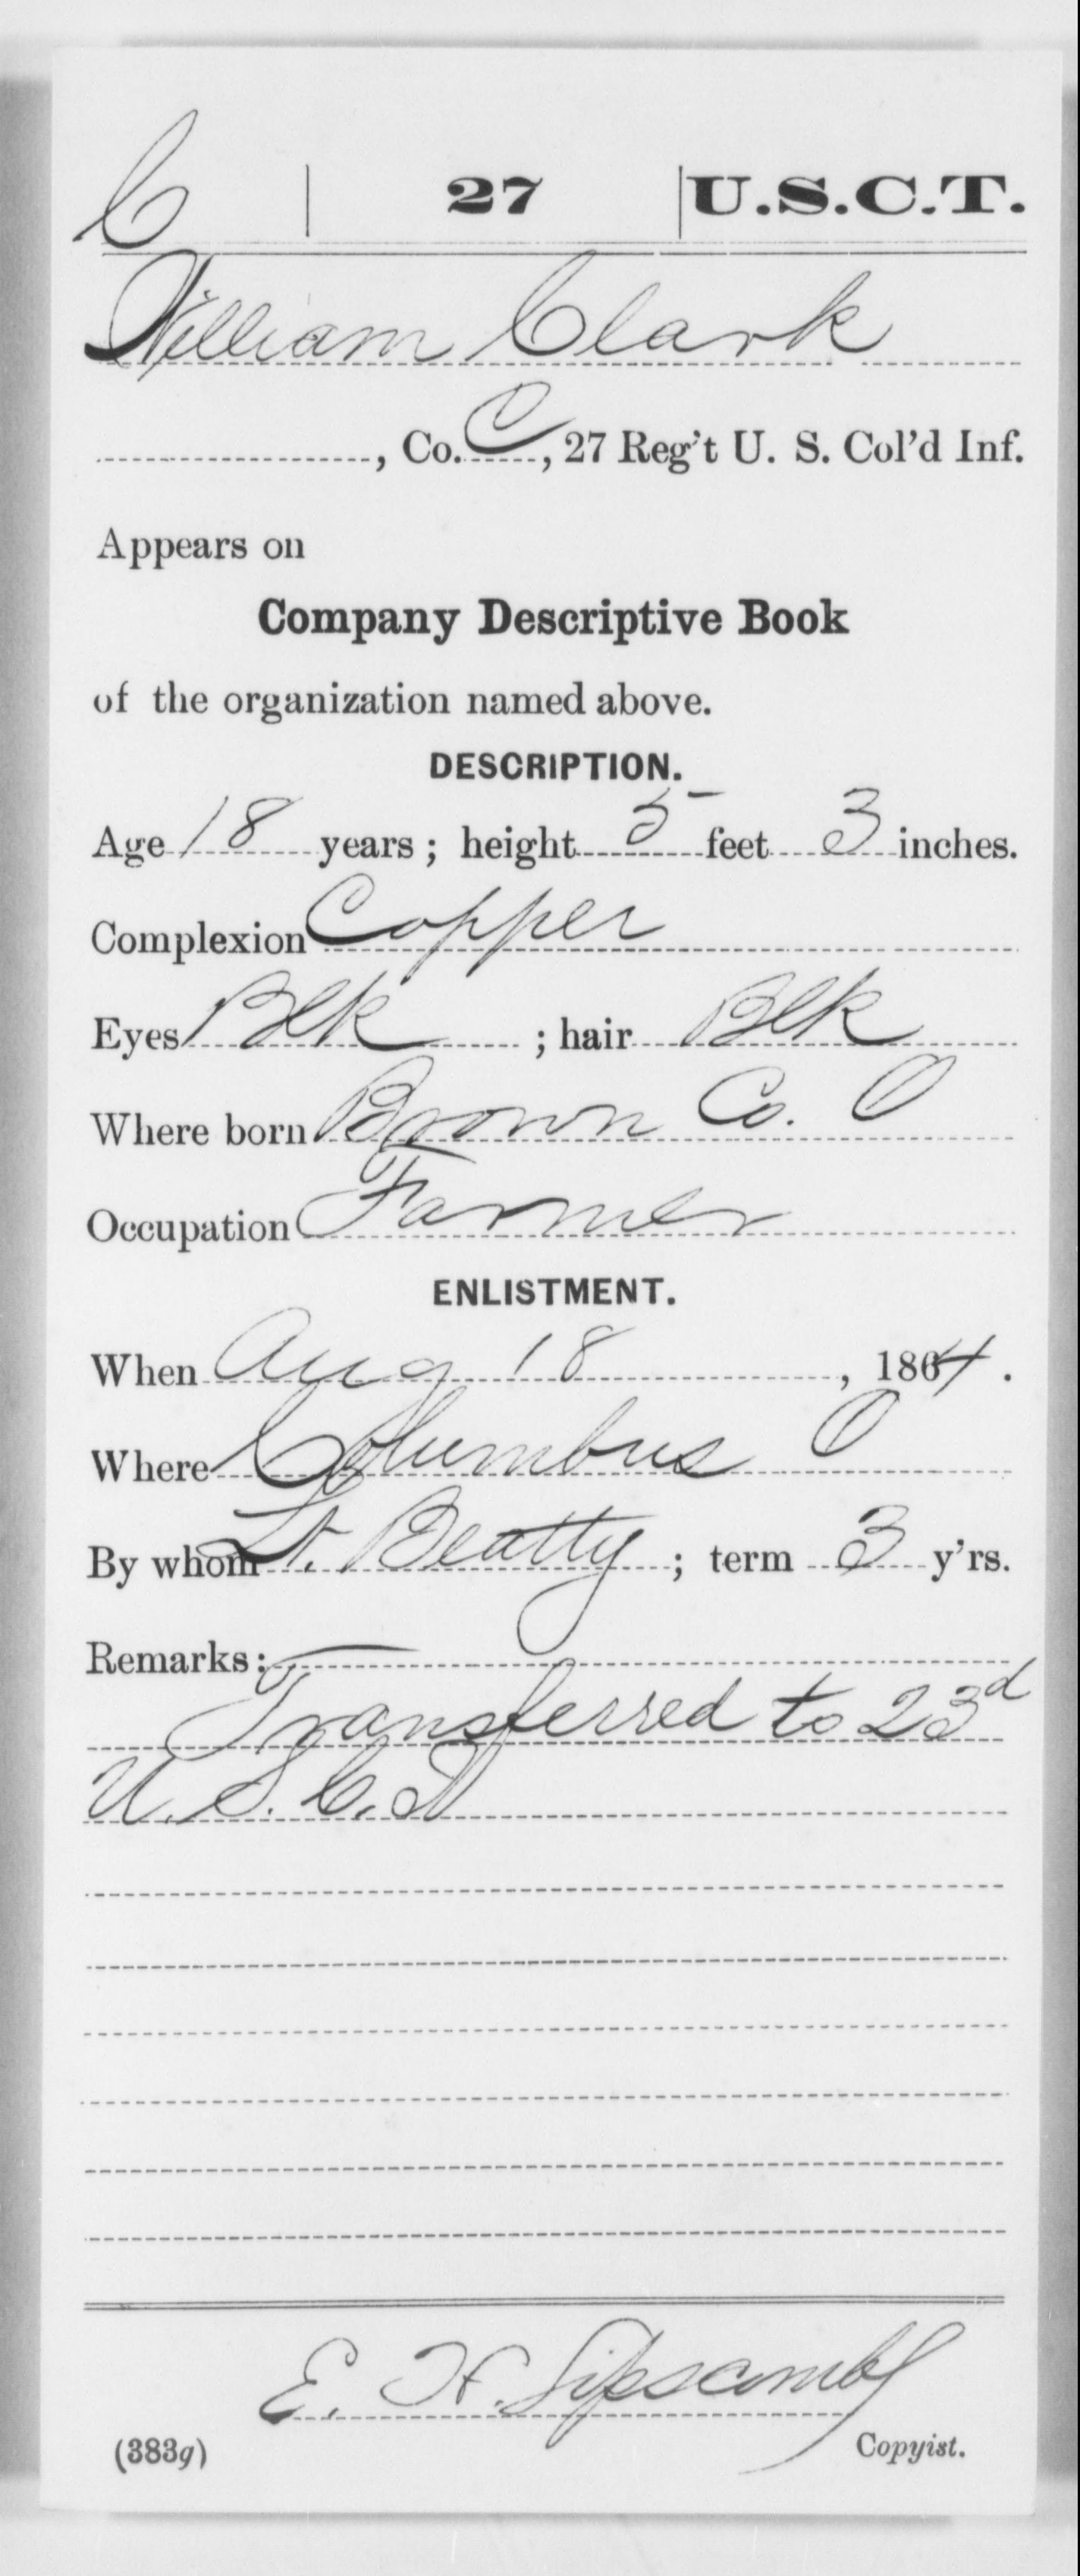 C | 27 | U.S.C.T.
William Clark
, Co. C, 27 Reg't U. S. Col'd Inf.
Appears on
Company Descriptive Book
of the organization named above.
DESCRIPTION.
Age 18 years; height 5 feet 3 inches.
Complexion Copper
Eyes Blk ; hair Blk
Where born Brown Co. O
Occupation Farmer
ENLISTMENT.
When Aug 18, 1864.
Where Columbus O
By whom Lt. Beatty ; term 3 y'rs.
Remarks:
Transferred to 23d
U.S.C.T
E. H. Lipscomb
(383g) Copyist.